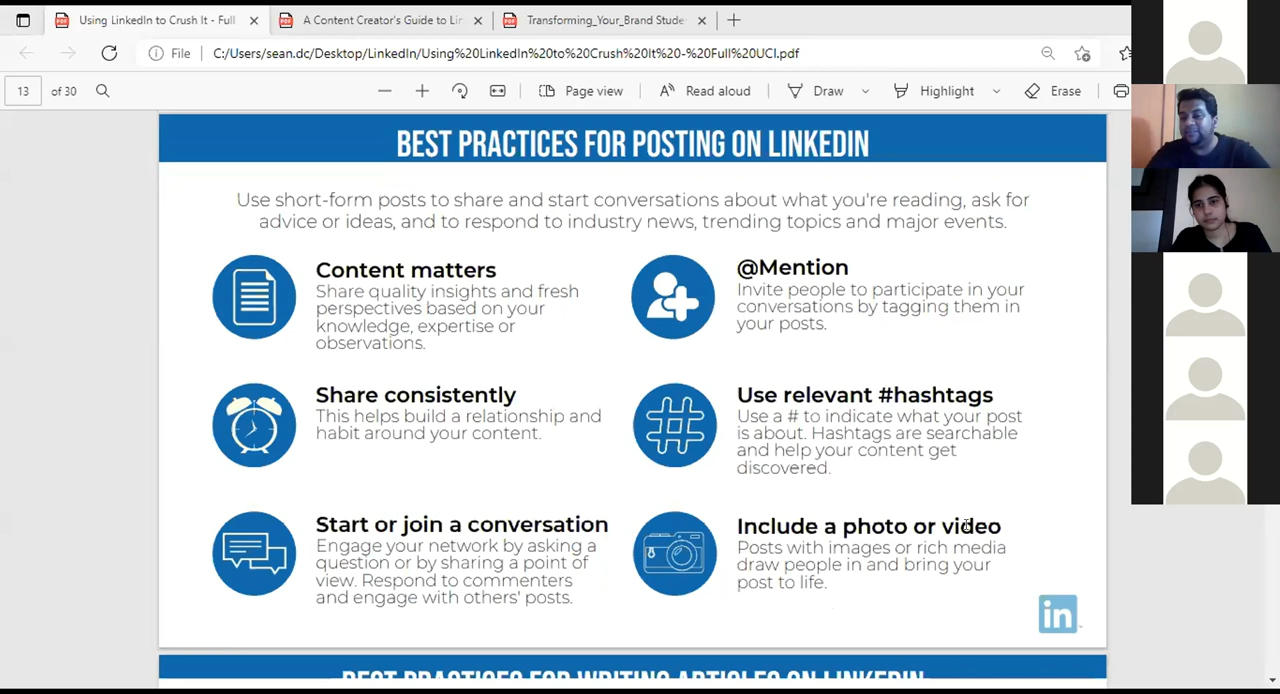 Using LinkedIn to Crush It - Full
A Content Creator's Guide to Lin
Transforming_Your_Brand Stude
File
C:/Users/sean.dc/Desktop/LinkedIn/Using%20LinkedIn%20to%20Crush%20It%20-%20Full%20UCI.pdf
13 of 30
Page view
Read aloud
Draw
Highlight
Erase
BEST PRACTICES FOR POSTING ON LINKEDIN
Use short-form posts to share and start conversations about what you're reading, ask for
advice or ideas, and to respond to industry news, trending topics and major events.
Content matters
Share quality insights and fresh
perspectives based on your
knowledge, expertise or
observations.
@Mention
Invite people to participate in your
conversations by tagging them in
your posts.
Share consistently
This helps build a relationship and
habit around your content.
Use relevant #hashtags
Use a # to indicate what your post
is about. Hashtags are searchable
and help your content get
discovered.
Start or join a conversation
Engage your network by asking a
question or by sharing a point of
view. Respond to commenters
and engage with others' posts.
Include a photo or video
Posts with images or rich media
draw people in and bring your
post to life.
in
BEST PRACTICES FOR WRITING ARTICLES ON LINKEDIN